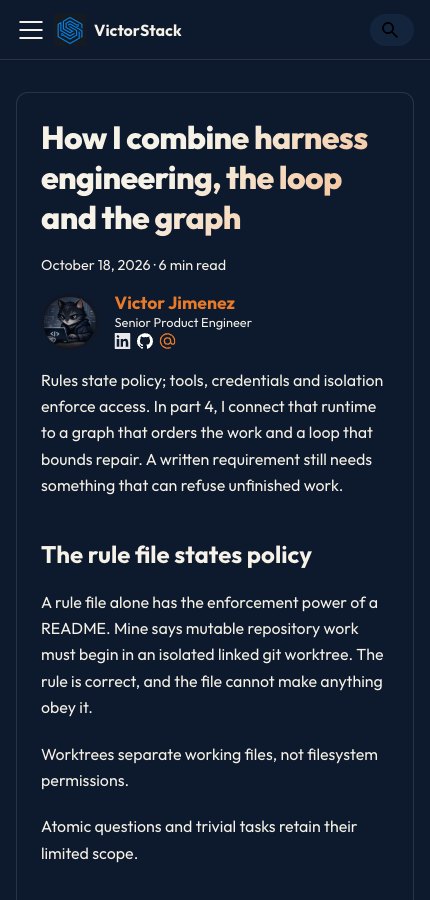 VictorStack
How I combine harness
engineering, the loop
and the graph
October 18, 2026 · 6 min read
Victor Jimenez
Senior Product Engineer
Rules state policy; tools, credentials and isolation
enforce access. In part 4, I connect that runtime
to a graph that orders the work and a loop that
bounds repair. A written requirement still needs
something that can refuse unfinished work.
The rule file states policy
A rule file alone has the enforcement power of a
README. Mine says mutable repository work
must begin in an isolated linked git worktree. The
rule is correct, and the file cannot make anything
obey it.
Worktrees separate working files, not filesystem
permissions.
Atomic questions and trivial tasks retain their
limited scope.